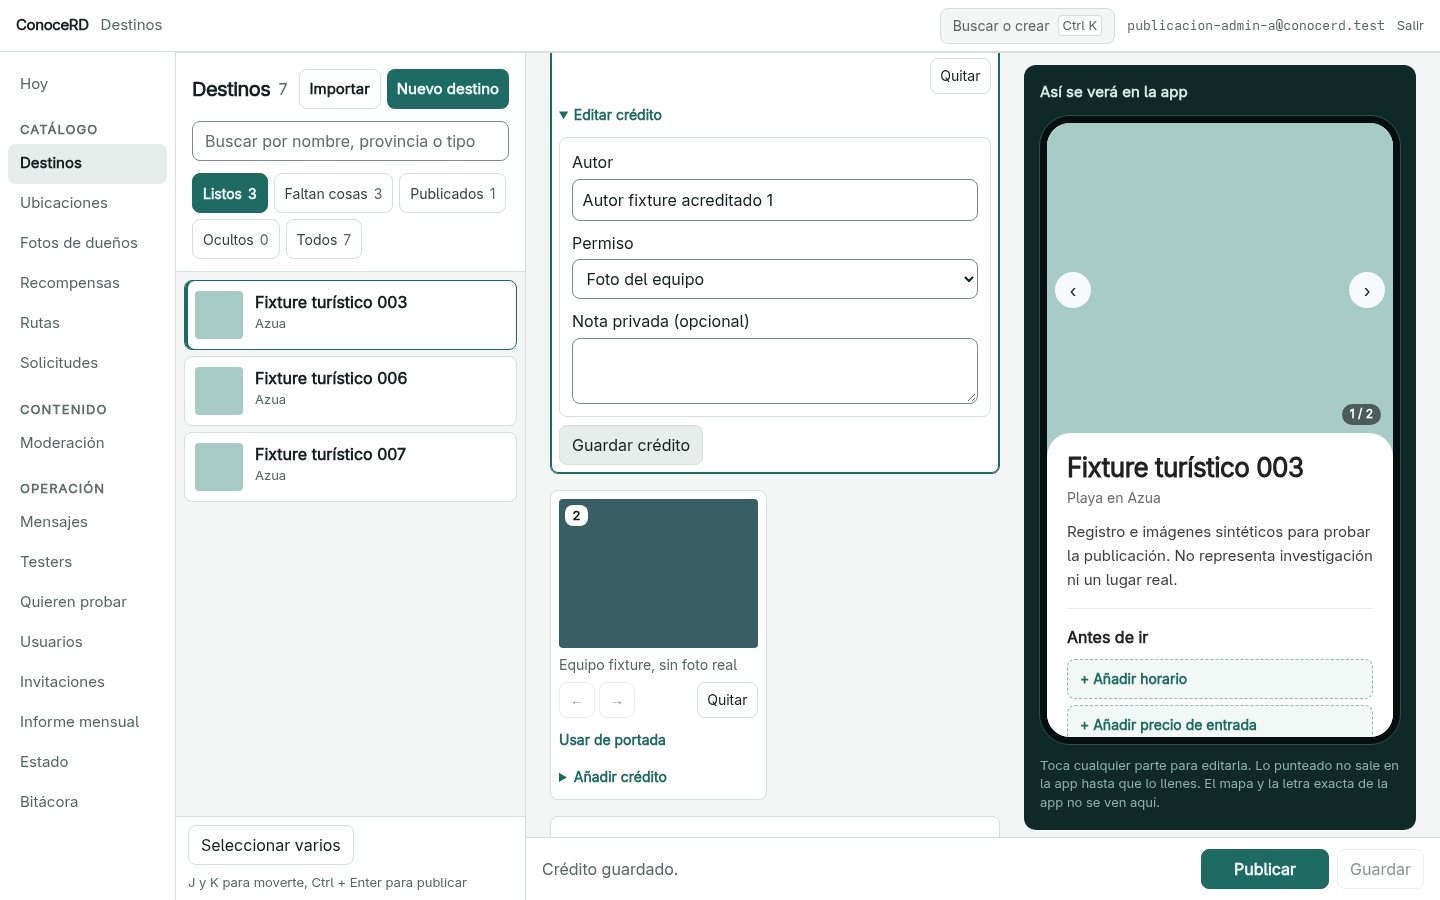 ConoceRD Destinos
Buscar o crear Ctrl K
publicacion-admin-a@conocerd.test
Salir
Hoy
CATÁLOGO
Destinos
Ubicaciones
Fotos de dueños
Recompensas
Rutas
Solicitudes
CONTENIDO
Moderación
OPERACIÓN
Mensajes
Testers
Quieren probar
Usuarios
Invitaciones
Informe mensual
Estado
Bitácora
Destinos 7
Importar
Nuevo destino
Buscar por nombre, provincia o tipo
Listos 3
Faltan cosas 3
Publicados 1
Ocultos 0
Todos 7
Fixture turístico 003
Azua
Fixture turístico 006
Azua
Fixture turístico 007
Azua
Seleccionar varios
J y K para moverte, Ctrl + Enter para publicar
Quitar
▼ Editar crédito
Autor
Autor fixture acreditado 1
Permiso
Foto del equipo
Nota privada (opcional)
Guardar crédito
2
Equipo fixture, sin foto real
← →
Quitar
Usar de portada
▶ Añadir crédito
Crédito guardado.
Publicar
Guardar
Así se verá en la app
‹ ›
1 / 2
Fixture turístico 003
Playa en Azua
Registro e imágenes sintéticos para probar
la publicación. No representa investigación
ni un lugar real.
Antes de ir
+ Añadir horario
+ Añadir precio de entrada
Toca cualquier parte para editarla. Lo punteado no sale en
la app hasta que lo llenes. El mapa y la letra exacta de la
app no se ven aquí.